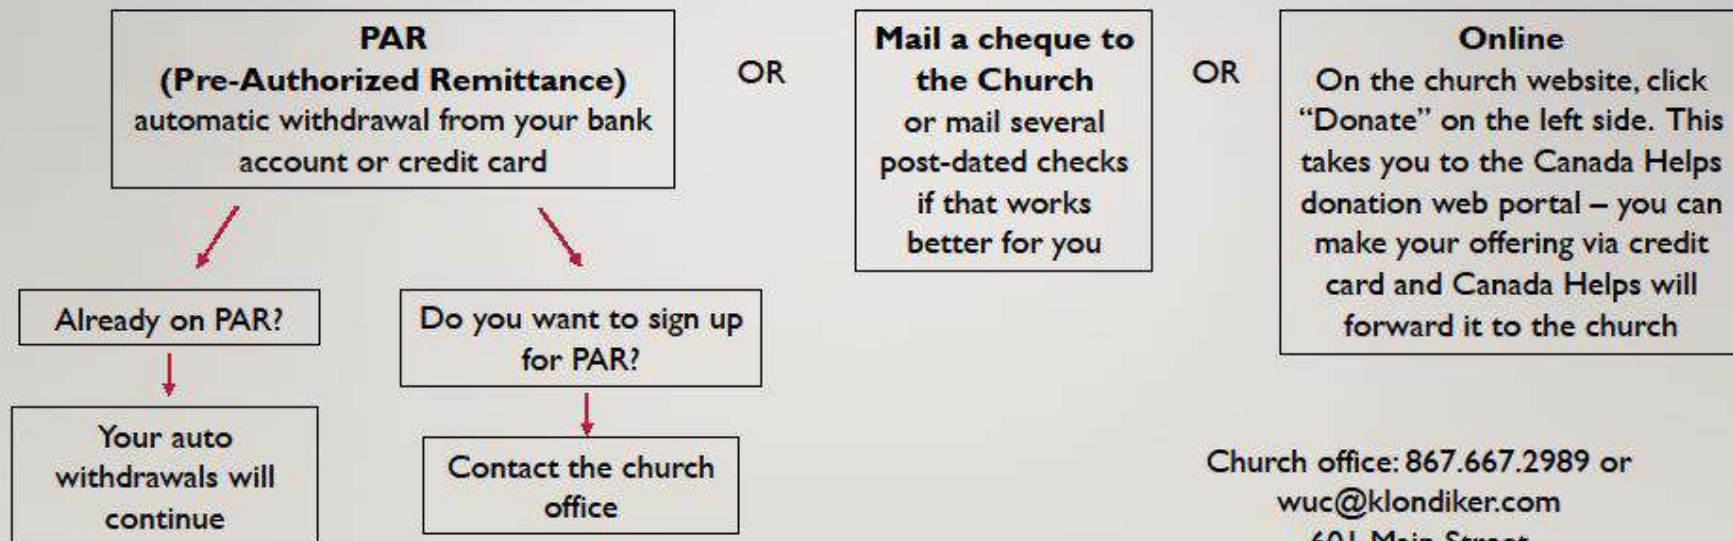 PAR
(Pre-Authorized Remittance)
automatic withdrawal from your bank
account or credit card
OR
Mail a cheque to
the Church
or mail several
post-dated checks
if that works
better for you
OR
Online
On the church website, click
“Donate” on the left side. This
takes you to the Canada Helps
donation web portal – you can
make your offering via credit
card and Canada Helps will
forward it to the church
Already on PAR?
Your auto
withdrawals will
continue
Do you want to sign up
for PAR?
Contact the church
office
Church office: 867.667.2989 or
wuc@klondiker.com
601 Main Street